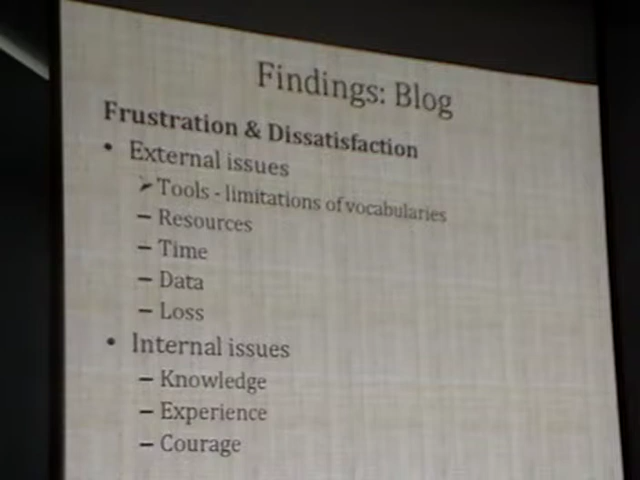 Findings: Blog
Frustration & Dissatisfaction
• External issues
➢ Tools - limitations of vocabularies
– Resources
– Time
– Data
– Loss
• Internal issues
– Knowledge
– Experience
– Courage